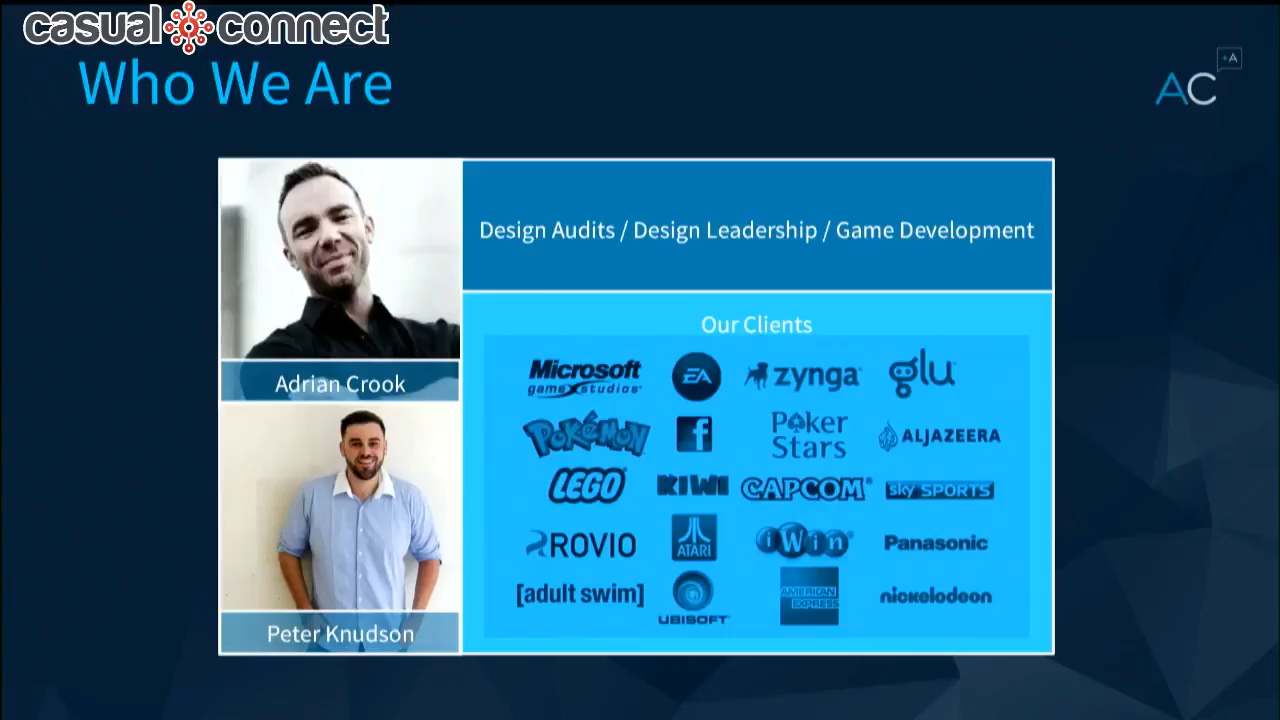 casual connect
Who We Are
+A
AC
Design Audits / Design Leadership / Game Development
Adrian Crook
Peter Knudson
Our Clients
Microsoft game studios
EA
zynga
glu
POKéMON
f
Poker Stars
ALJAZEERA
LEGO
KIWI
CAPCOM
sky SPORTS
ROVIO
ATARI
iWin
Panasonic
[adult swim]
UBISOFT
AMERICAN EXPRESS
nickelodeon